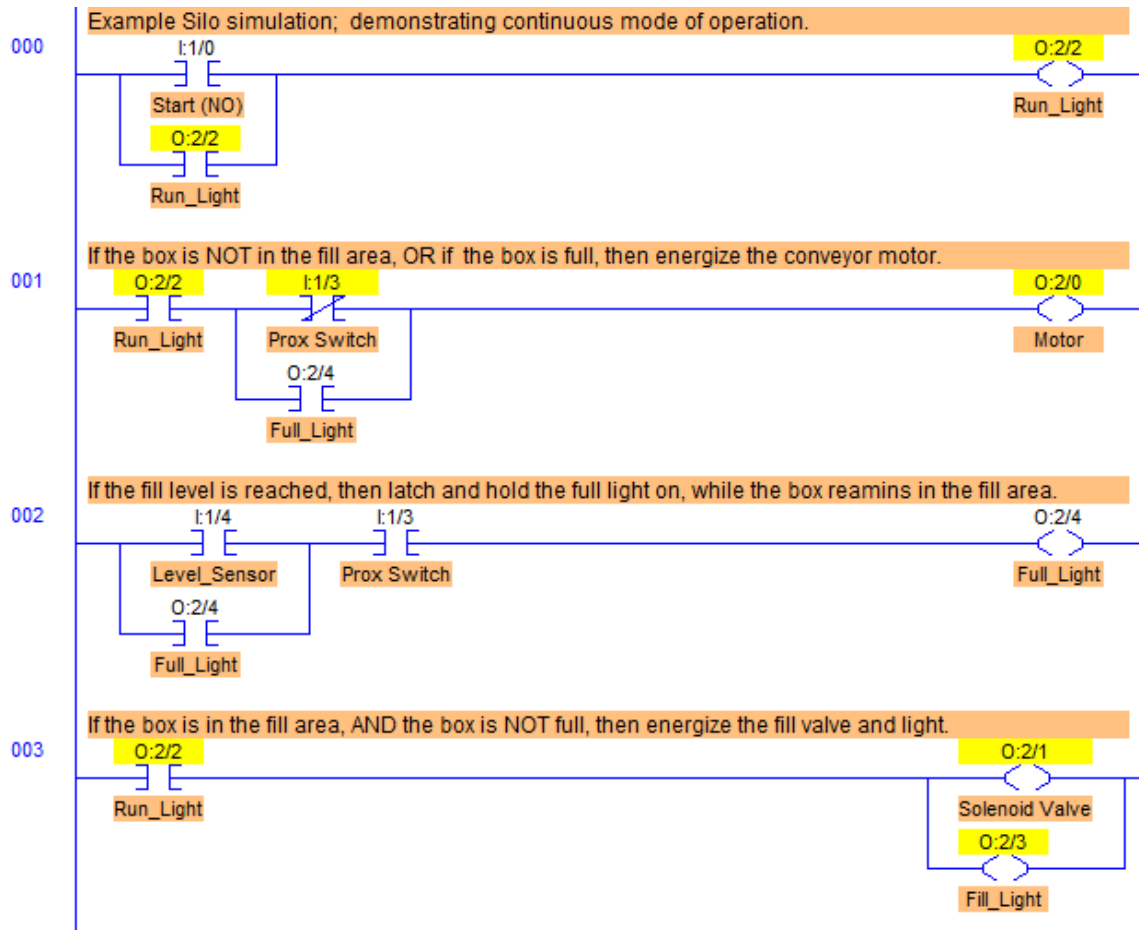 Example Silo simulation; demonstrating continuous mode of operation.
000
I:1/0
O:2/2
Start (NO)
Run_Light
O:2/2
Run_Light
If the box is NOT in the fill area, OR if the box is full, then energize the conveyor motor.
001
O:2/2
I:1/3
O:2/0
Run_Light
Prox Switch
Motor
O:2/4
Full_Light
If the fill level is reached, then latch and hold the full light on, while the box reamins in the fill area.
002
I:1/4
I:1/3
O:2/4
Level_Sensor
Prox Switch
Full_Light
O:2/4
Full_Light
If the box is in the fill area, AND the box is NOT full, then energize the fill valve and light.
003
O:2/2
O:2/1
Run_Light
Solenoid Valve
O:2/3
Fill_Light